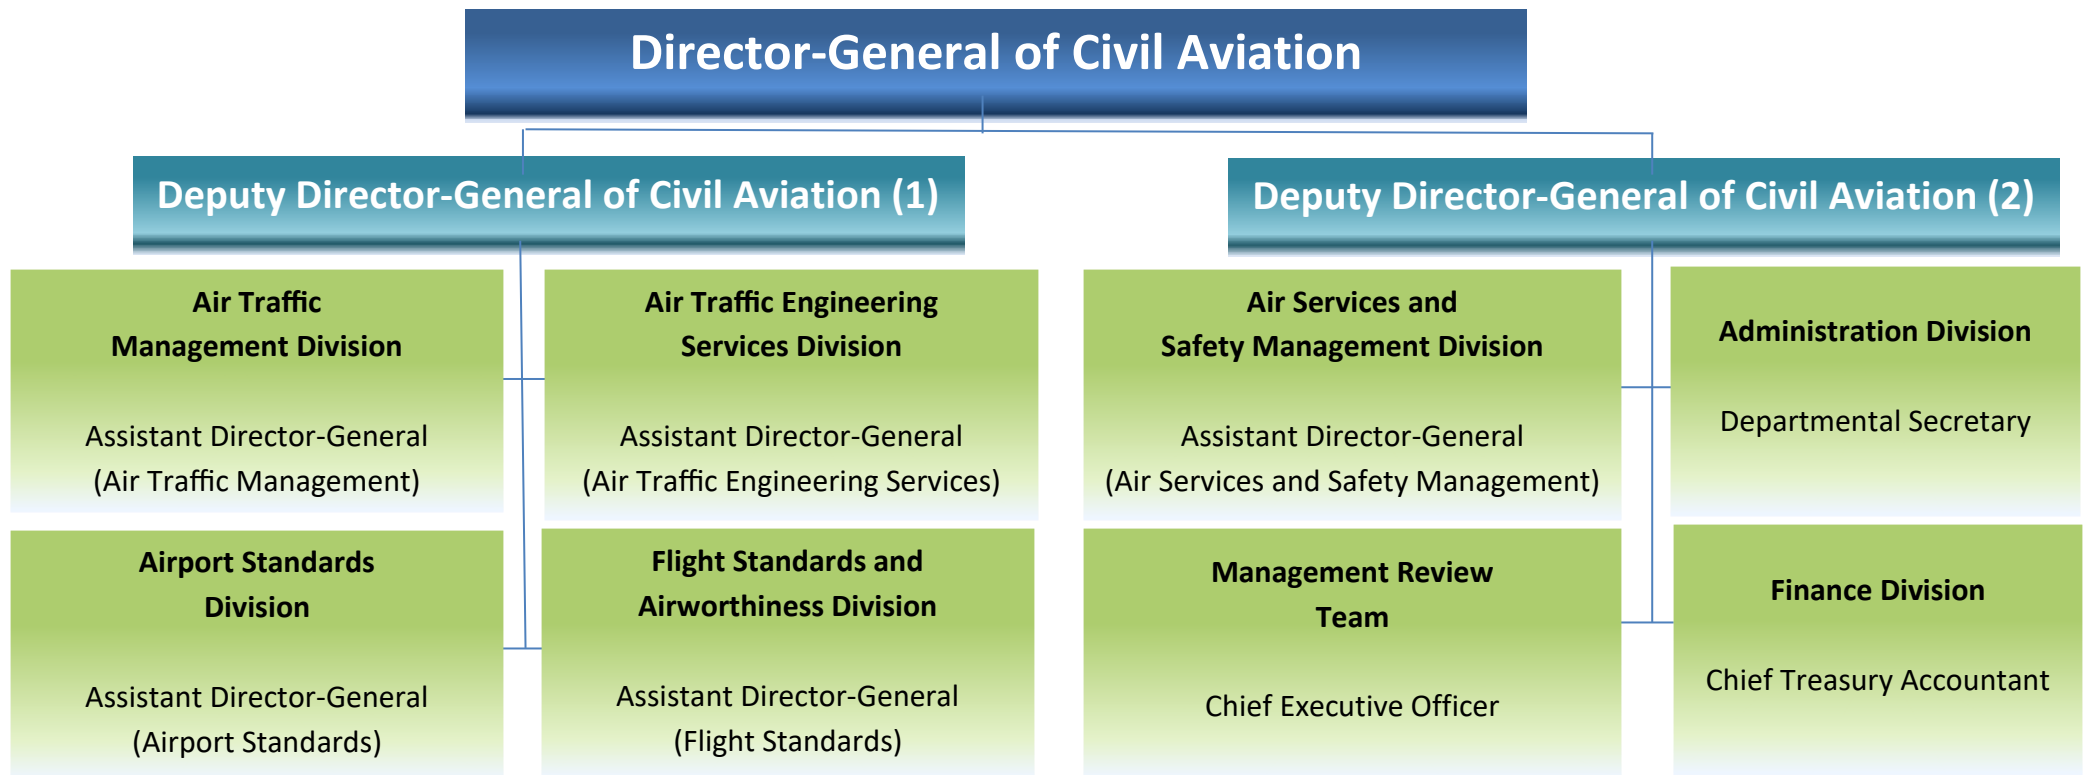 Director-General of Civil Aviation
Deputy Director-General of Civil Aviation (1)
Deputy Director-General of Civil Aviation (2)
Air Traffic
Management Division
Assistant Director-General
(Air Traffic Management)
Air Traffic Engineering
Services Division
Assistant Director-General
(Air Traffic Engineering Services)
Air Services and
Safety Management Division
Assistant Director-General
(Air Services and Safety Management)
Administration Division
Departmental Secretary
Airport Standards
Division
Assistant Director-General
(Airport Standards)
Flight Standards and
Airworthiness Division
Assistant Director-General
(Flight Standards)
Management Review
Team
Chief Executive Officer
Finance Division
Chief Treasury Accountant